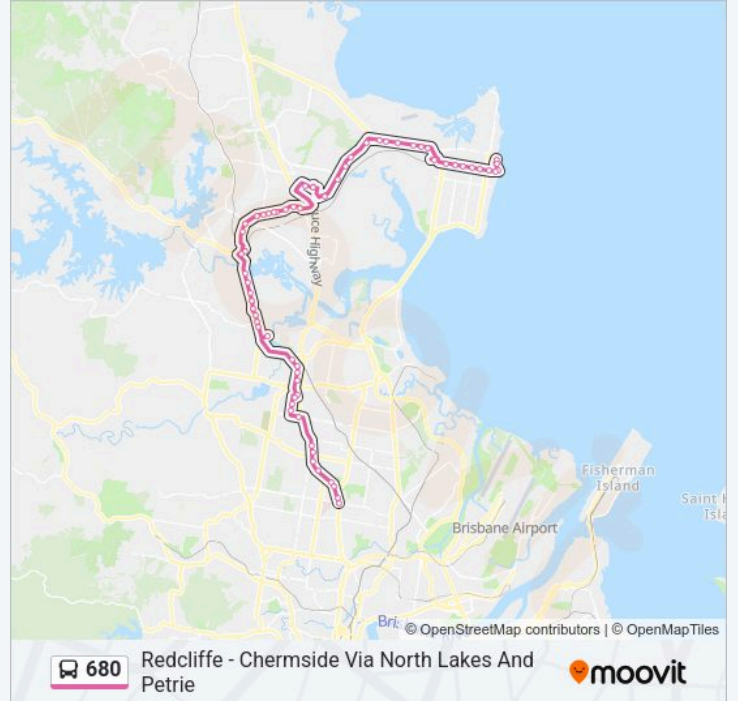 uce Highway
Fisherman
Island
Saint H
Isla
Brisbane Airport
Bri
© OpenStreetMap contributors | © OpenMapTiles
680
Redcliffe - Chermside Via North Lakes And
Petrie
moovit